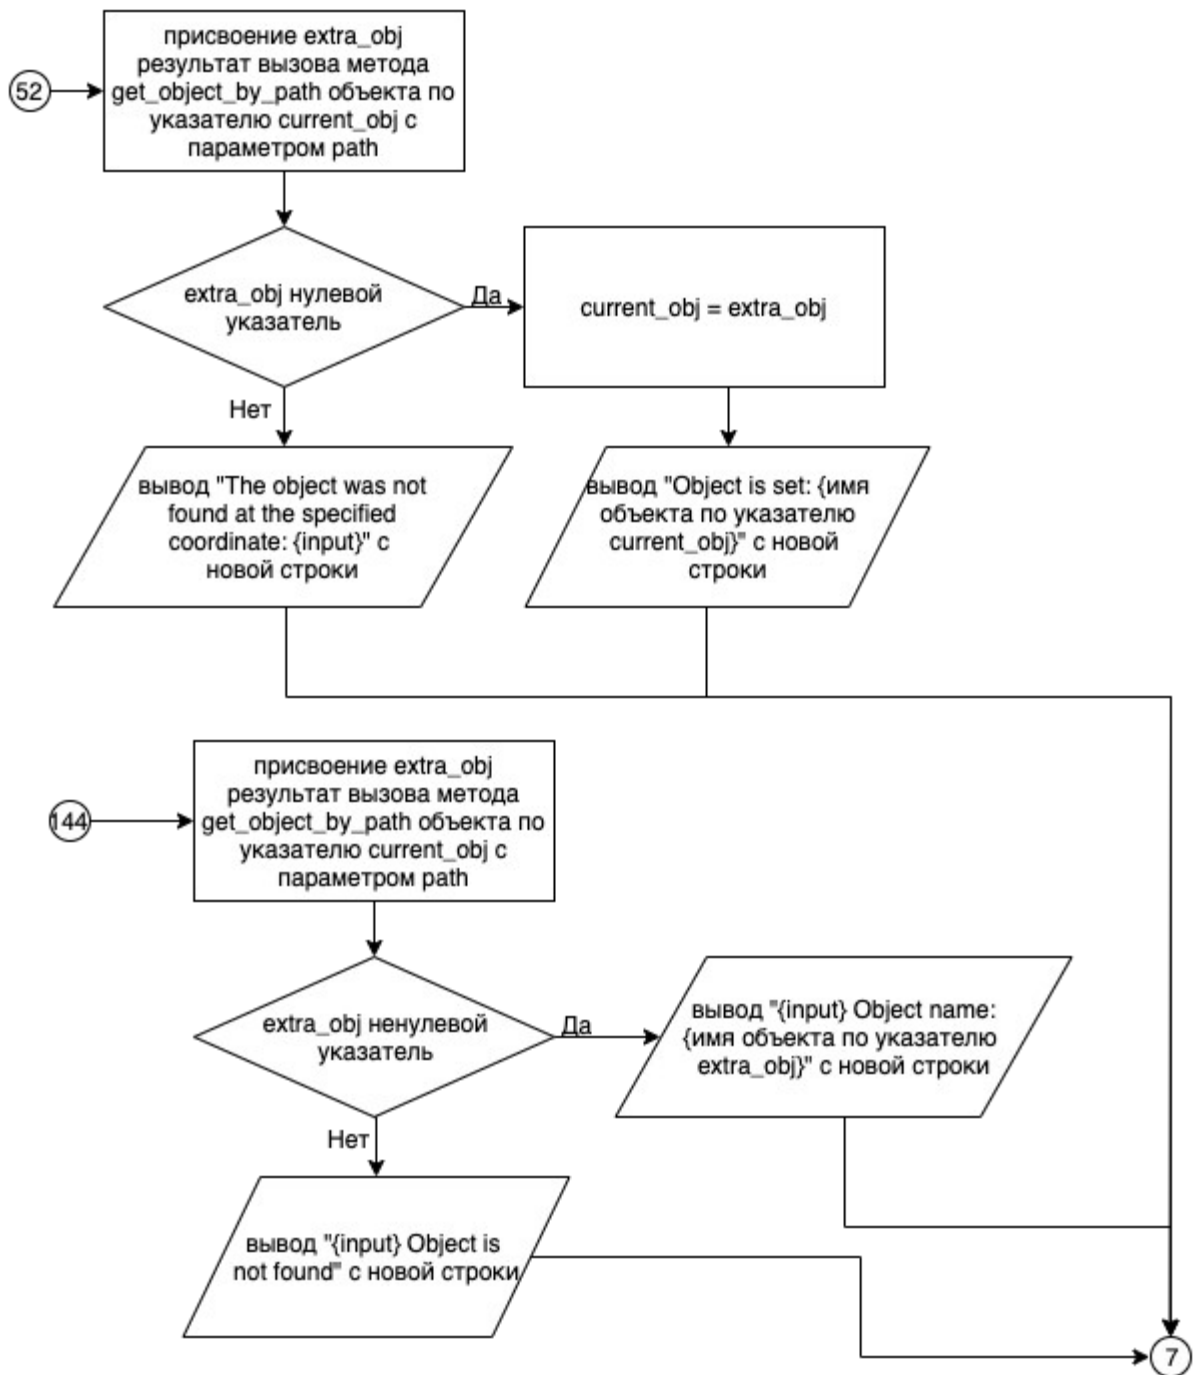 присвоение extra_obj
результат вызова метода
get_object_by_path объекта по
указателю current_obj с
параметром path
52
extra_obj нулевой
указатель
Да
current_obj = extra_obj
Нет
вывод "The object was not
found at the specified
coordinate: {input}" с
новой строки
вывод "Object is set: {имя
объекта по указателю
current_obj}" с новой
строки
присвоение extra_obj
результат вызова метода
get_object_by_path объекта по
указателю current_obj с
параметром path
144
extra_obj ненулевой
указатель
Да
вывод "{input} Object name:
{имя объекта по указателю
extra_obj}" с новой строки
Нет
вывод "{input} Object is
not found" с новой строки
7